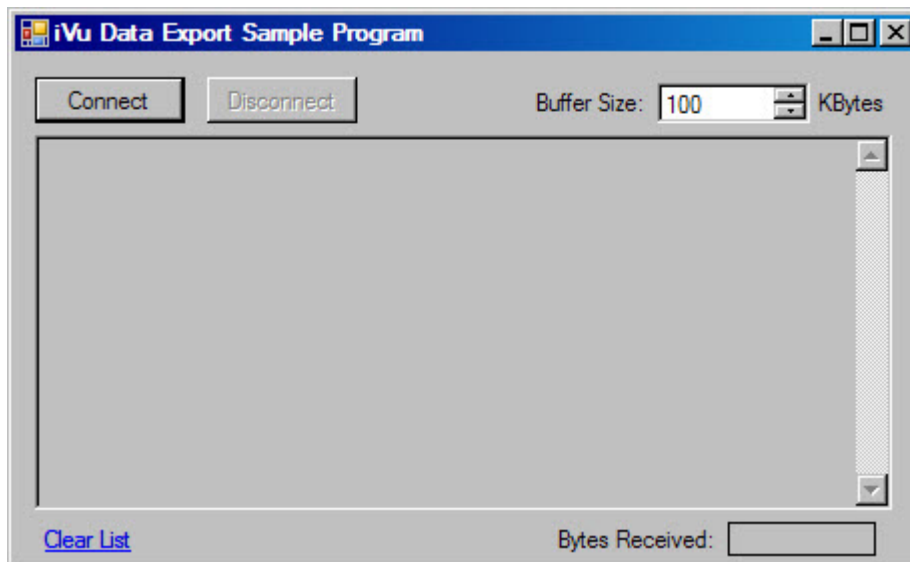 iVu Data Export Sample Program
Connect Disconnect Buffer Size: 100 KBytes
Clear List Bytes Received: